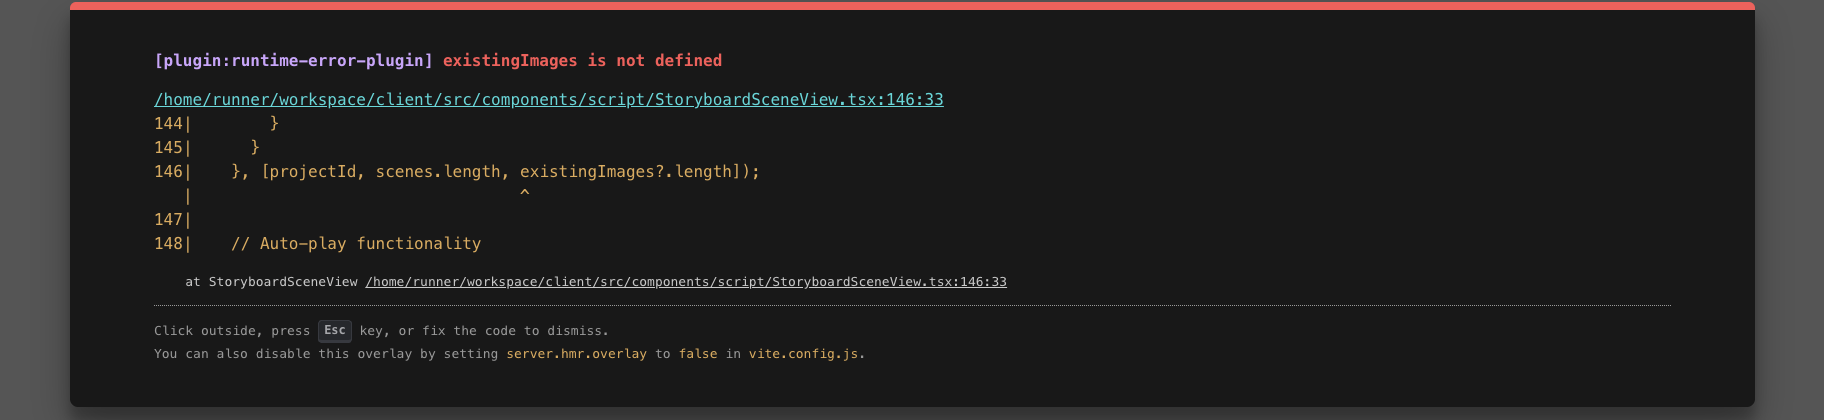 [plugin:runtime-error-plugin] existingImages is not defined
/home/runner/workspace/client/src/components/script/StoryboardSceneView.tsx:146:33
144|        }
145|      }
146|    }, [projectId, scenes.length, existingImages?.length]);
   |                                  ^
147|
148|    // Auto-play functionality
at StoryboardSceneView /home/runner/workspace/client/src/components/script/StoryboardSceneView.tsx:146:33
Click outside, press Esc key, or fix the code to dismiss.
You can also disable this overlay by setting server.hmr.overlay to false in vite.config.js.